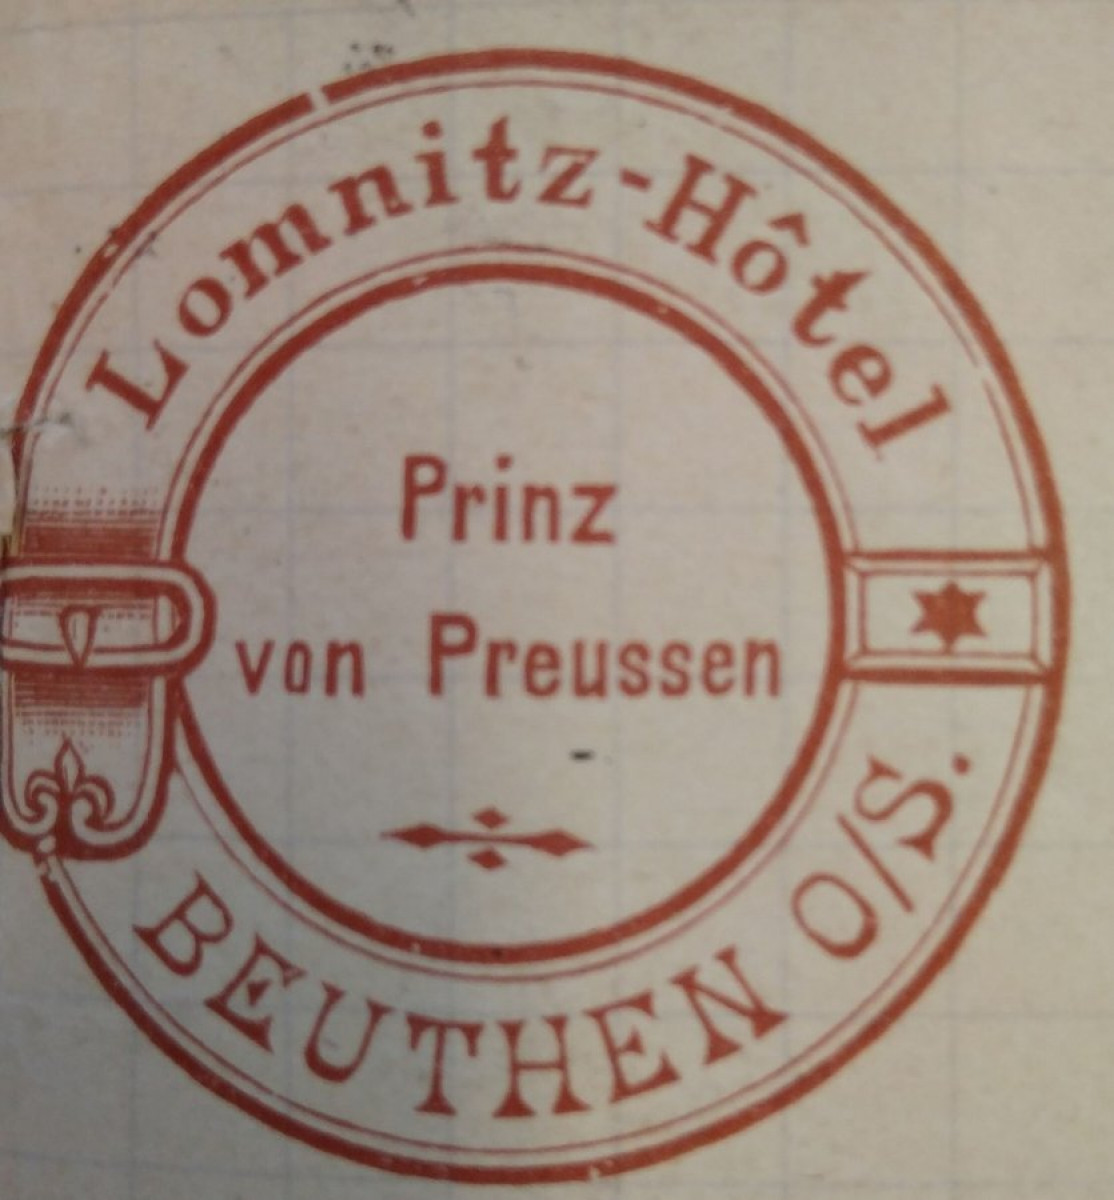 Lomnitz-Hôtel
Prinz
von Preussen
BEUTHEN O/S.